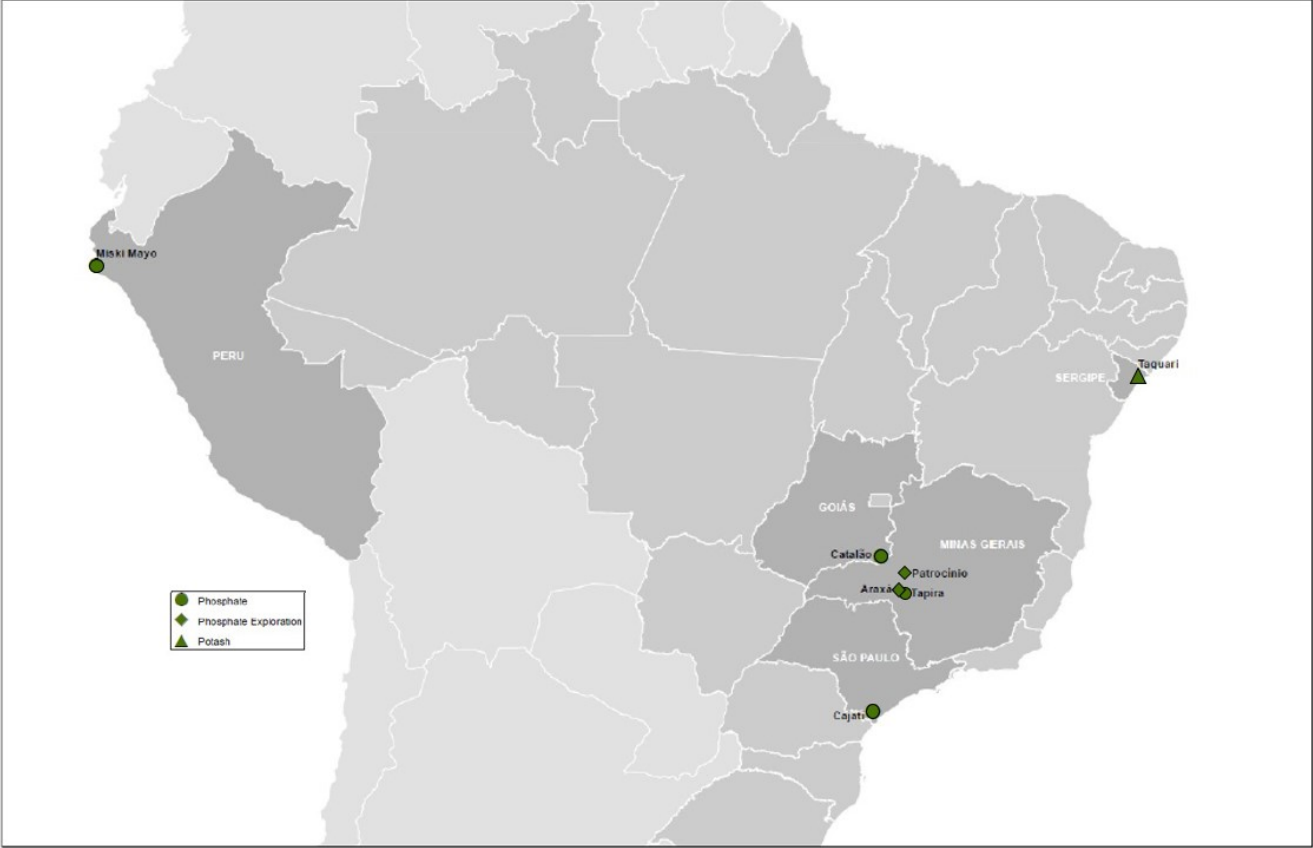 Miski Mayo
PERU
Taquari
SERGIPE
GOIÁS
MINAS GERAIS
Catalão
Patrocínio
Araxá
Tapira
Phosphate
Phosphate Exploration
Potash
SÃO PAULO
Cajati